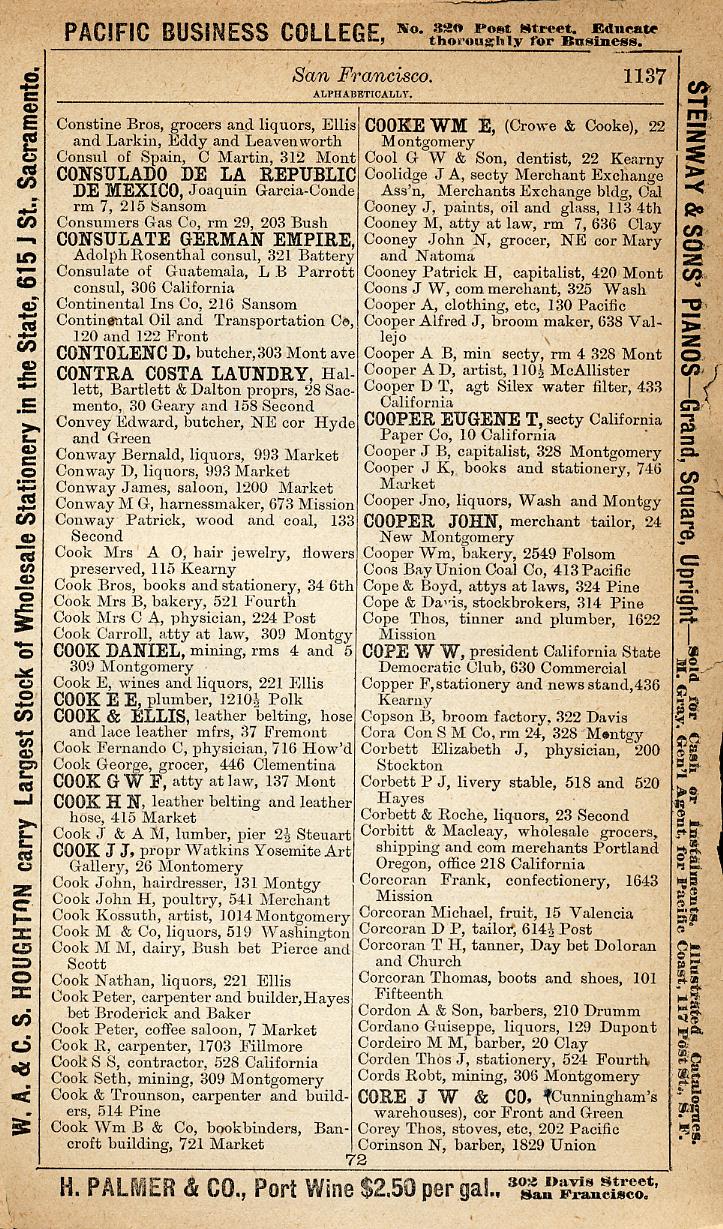 PACIFIC BUSINESS COLLEGE, No. 320 Post Street. Educate
thoroughly for Business.
San Francisco. 1137
ALPHABETICALLY.
Constine Bros, grocers and liquors, Ellis
and Larkin, Eddy and Leavenworth
Consul of Spain, C Martin, 312 Mont
CONSULADO DE LA REPUBLIC
DE MEXICO, Joaquin Garcia-Conde
rm 7, 215 Sansom
Consumers Gas Co, rm 29, 203 Bush
CONSULATE GERMAN EMPIRE,
Adolph Rosenthal consul, 321 Battery
Consulate of Guatemala, L B Parrott
consul, 306 California
Continental Ins Co, 216 Sansom
Continental Oil and Transportation Co,
120 and 122 Front
CONTOLENC D, butcher, 303 Mont ave
CONTRA COSTA LAUNDRY, Hal-
lett, Bartlett & Dalton proprs, 28 Sac-
mento, 30 Geary and 158 Second
Convey Edward, butcher, NE cor Hyde
and Green
Conway Bernald, liquors, 993 Market
Conway D, liquors, 993 Market
Conway James, saloon, 1200 Market
Conway M G, harnessmaker, 673 Mission
Conway Patrick, wood and coal, 133
Second
Cook Mrs A O, hair jewelry, flowers
preserved, 115 Kearny
Cook Bros, books and stationery, 34 6th
Cook Mrs B, bakery, 521 Fourth
Cook Mrs C A, physician, 224 Post
Cook Carroll, atty at law, 309 Montgy
COOK DANIEL, mining, rms 4 and 5
309 Montgomery
Cook E, wines and liquors, 221 Ellis
COOK E E, plumber, 1210½ Polk
COOK & ELLIS, leather belting, hose
and lace leather mfrs, 37 Fremont
Cook Fernando C, physician, 716 How'd
Cook George, grocer, 446 Clementina
COOK G W F, atty at law, 137 Mont
COOK H N, leather belting and leather
hose, 415 Market
Cook J & A M, lumber, pier 2½ Steuart
COOK J J, propr Watkins Yosemite Art
Gallery, 26 Montomery
Cook John, hairdresser, 131 Montgy
Cook John H, poultry, 541 Merchant
Cook Kossuth, artist, 1014 Montgomery
Cook M & Co, liquors, 519 Washington
Cook M M, dairy, Bush bet Pierce and
Scott
Cook Nathan, liquors, 221 Ellis
Cook Peter, carpenter and builder, Hayes
bet Broderick and Baker
Cook Peter, coffee saloon, 7 Market
Cook R, carpenter, 1703 Fillmore
Cook S S, contractor, 528 California
Cook Seth, mining, 309 Montgomery
Cook & Trounson, carpenter and build-
ers, 514 Pine
Cook Wm B & Co, bookbinders, Ban-
croft building, 721 Market
COOKE WM E, (Crowe & Cooke), 22
Montgomery
Cool G W & Son, dentist, 22 Kearny
Coolidge J A, secty Merchant Exchange
Ass'n, Merchants Exchange bldg, Cal
Cooney J, paints, oil and glass, 113 4th
Cooney M, atty at law, rm 7, 636 Clay
Cooney John N, grocer, NE cor Mary
and Natoma
Cooney Patrick H, capitalist, 420 Mont
Coons J W, com merchant, 325 Wash
Cooper A, clothing, etc, 130 Pacific
Cooper Alfred J, broom maker, 638 Val-
lejo
Cooper A B, min secty, rm 4 328 Mont
Cooper A D, artist, 110½ McAllister
Cooper D T, agt Silex water filter, 433
California
COOPER EUGENE T, secty California
Paper Co, 10 California
Cooper J B, capitalist, 328 Montgomery
Cooper J K, books and stationery, 746
Market
Cooper Jno, liquors, Wash and Montgy
COOPER JOHN, merchant tailor, 24
New Montgomery
Cooper Wm, bakery, 2549 Folsom
Coos Bay Union Coal Co, 413 Pacific
Cope & Boyd, attys at laws, 324 Pine
Cope & Davis, stockbrokers, 314 Pine
Cope Thos, tinner and plumber, 1622
Mission
COPE W W, president California State
Democratic Club, 630 Commercial
Copper F, stationery and news stand, 436
Kearny
Copson B, broom factory, 322 Davis
Cora Con S M Co, rm 24, 328 Montgy
Corbett Elizabeth J, physician, 200
Stockton
Corbett P J, livery stable, 518 and 520
Hayes
Corbett & Roche, liquors, 23 Second
Corbitt & Macleay, wholesale grocers,
shipping and com merchants Portland
Oregon, office 218 California
Corcoran Frank, confectionery, 1643
Mission
Corcoran Michael, fruit, 15 Valencia
Corcoran D P, tailor, 614½ Post
Corcoran T H, tanner, Day bet Doloran
and Church
Corcoran Thomas, boots and shoes, 101
Fifteenth
Cordon A & Son, barbers, 210 Drumm
Cordano Guiseppe, liquors, 129 Dupont
Cordeiro M M, barber, 20 Clay
Corden Thos J, stationery, 524 Fourth
Cords Robt, mining, 306 Montgomery
CORE J W & CO, (Cunningham's
warehouses), cor Front and Green
Corey Thos, stoves, etc, 202 Pacific
Corinson N, barber, 1829 Union
72
H. PALMER & CO., Port Wine $2.50 per gal., 302 Davis Street,
San Francisco.
W. A. & C. S. HOUGHTON carry Largest Stock of Wholesale Stationery in the State, 615 J St., Sacramento.
STEINWAY & SONS' PIANOS—Grand, Square, Upright—Sold for Cash or Instalments. Illustrated Catalogues.
M. Gray, Gen'l Agent, for Pacific Coast, 117 Post St., S. F.